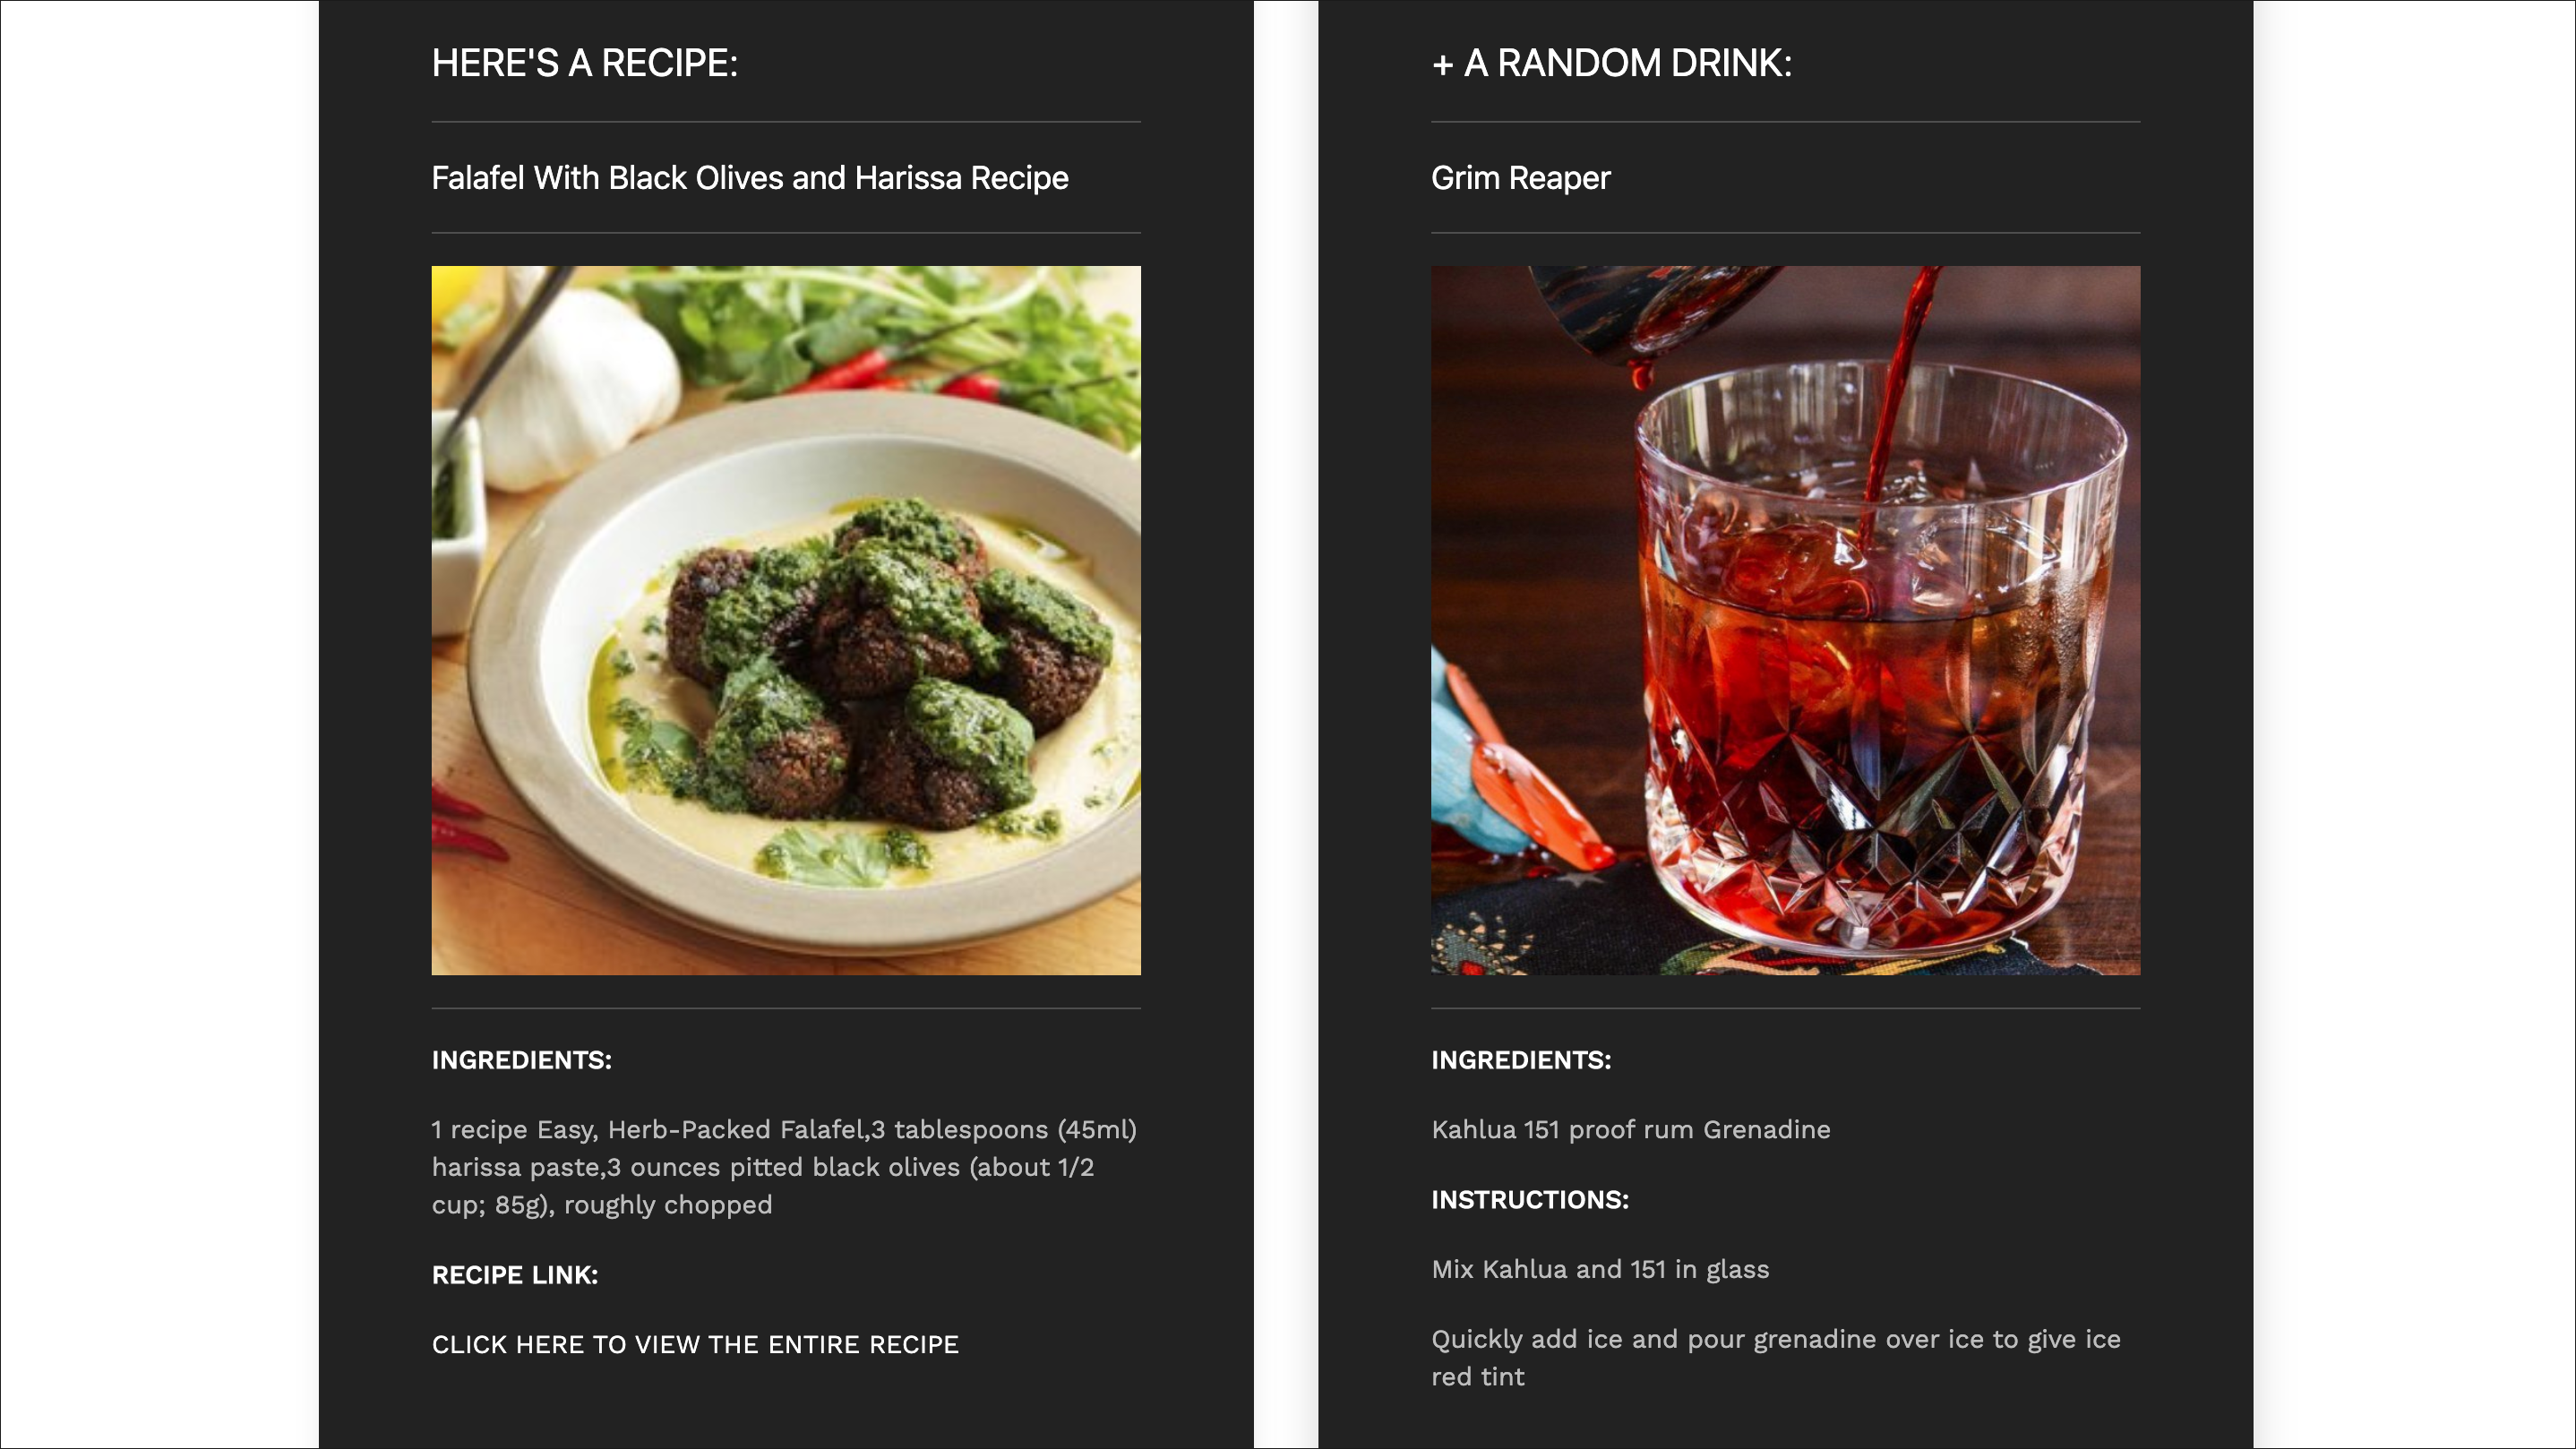 HERE'S A RECIPE:
Falafel With Black Olives and Harissa Recipe
INGREDIENTS:
1 recipe Easy, Herb-Packed Falafel,3 tablespoons (45ml)
harissa paste,3 ounces pitted black olives (about 1/2
cup; 85g), roughly chopped
RECIPE LINK:
CLICK HERE TO VIEW THE ENTIRE RECIPE
+ A RANDOM DRINK:
Grim Reaper
INGREDIENTS:
Kahlua 151 proof rum Grenadine
INSTRUCTIONS:
Mix Kahlua and 151 in glass
Quickly add ice and pour grenadine over ice to give ice
red tint